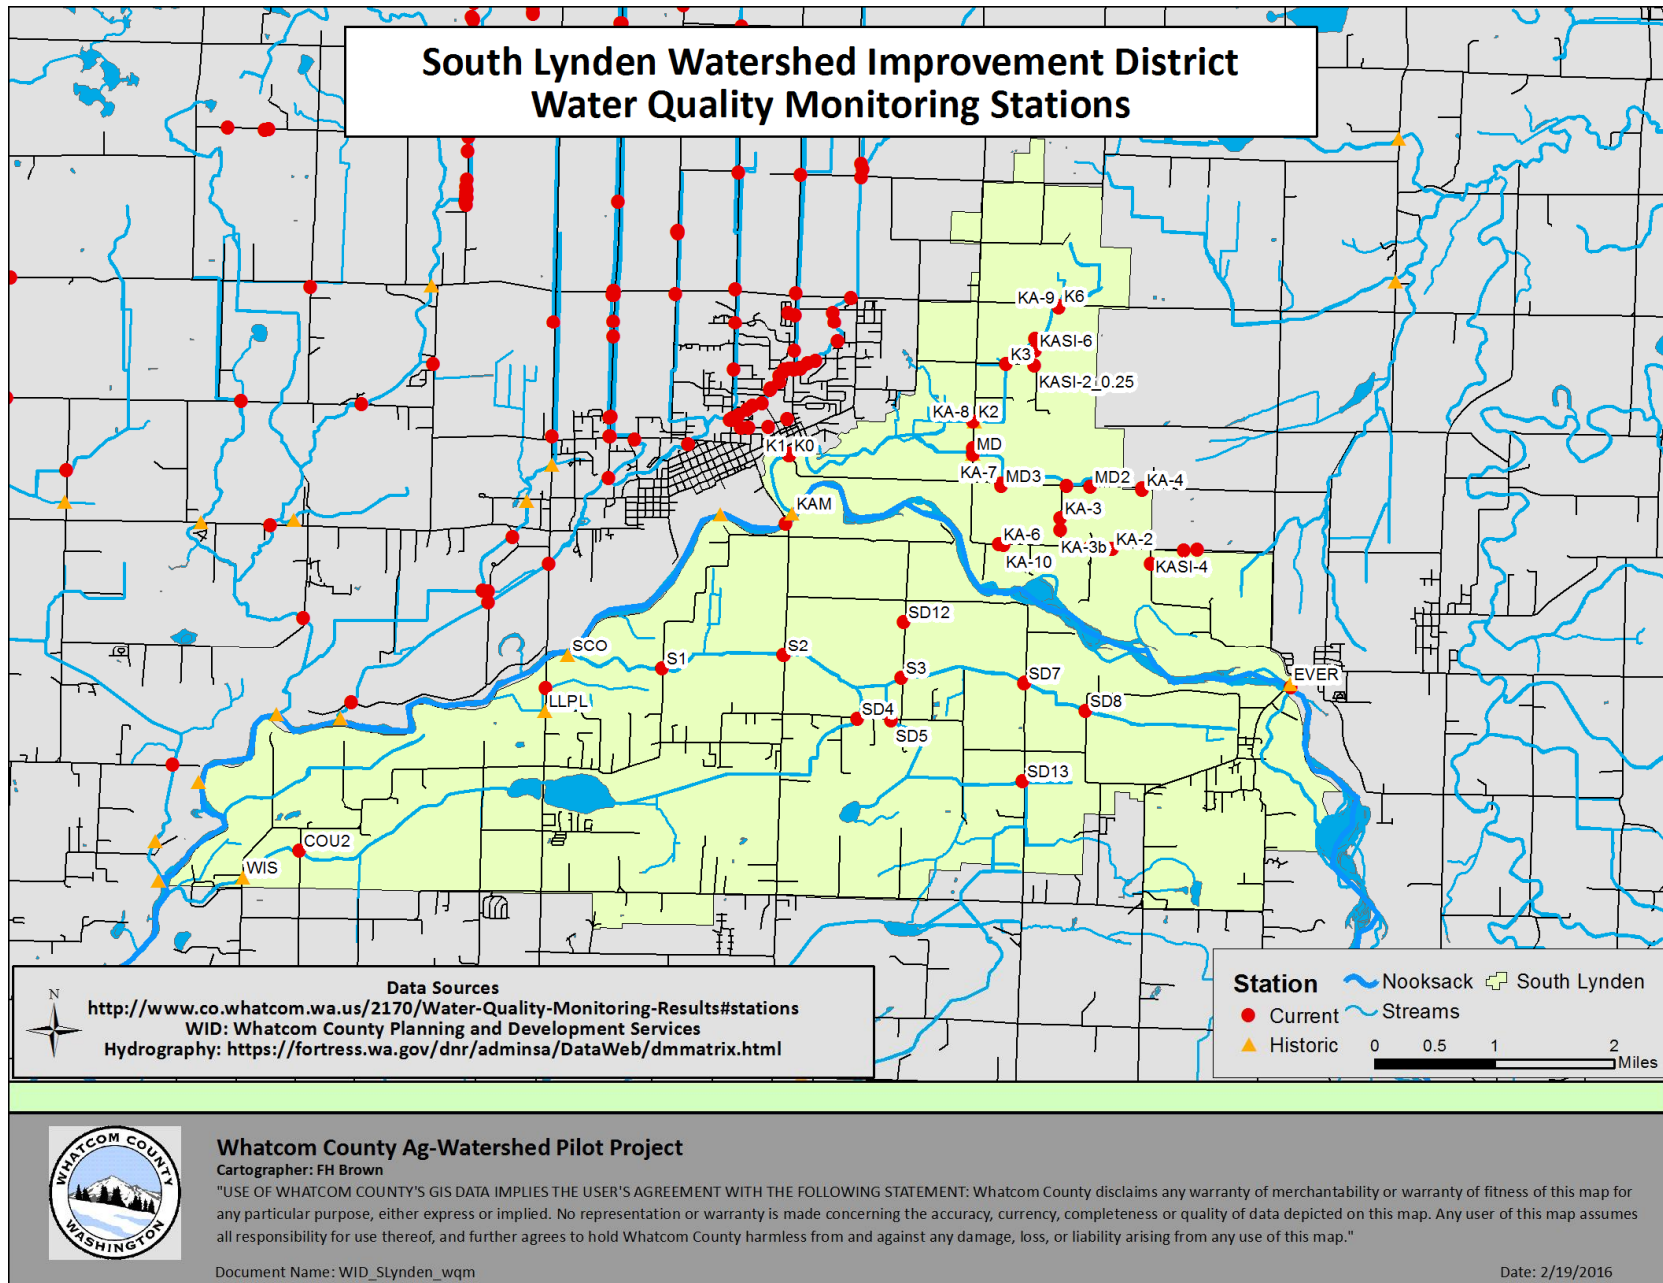 South Lynden Watershed Improvement District
Water Quality Monitoring Stations
KA-9 K6
KASI-6
K3
KASI-2_0.25
KA-8 K2
K1 K0
MD
KA-7
MD3
MD2
KA-4
KAM
KA-3
KA-6
KA-3b
KA-2
KA-10
KASI-4
SD12
SCO
S1
S2
S3
SD7
EVER
LLPL
SD4
SD8
SD5
SD13
COU2
WIS
N
Data Sources
http://www.co.whatcom.wa.us/2170/Water-Quality-Monitoring-Results#stations
WID: Whatcom County Planning and Development Services
Hydrography: https://fortress.wa.gov/dnr/adminsa/DataWeb/dmmatrix.html
Station
Nooksack
South Lynden
Current
Streams
Historic
0 0.5 1 2
Miles
WHATCOM COUNTY
WASHINGTON
Whatcom County Ag-Watershed Pilot Project
Cartographer: FH Brown
"USE OF WHATCOM COUNTY'S GIS DATA IMPLIES THE USER'S AGREEMENT WITH THE FOLLOWING STATEMENT: Whatcom County disclaims any warranty of merchantability or warranty of fitness of this map for
any particular purpose, either express or implied. No representation or warranty is made concerning the accuracy, currency, completeness or quality of data depicted on this map. Any user of this map assumes
all responsibility for use thereof, and further agrees to hold Whatcom County harmless from and against any damage, loss, or liability arising from any use of this map."
Document Name: WID_SLynden_wqm
Date: 2/19/2016